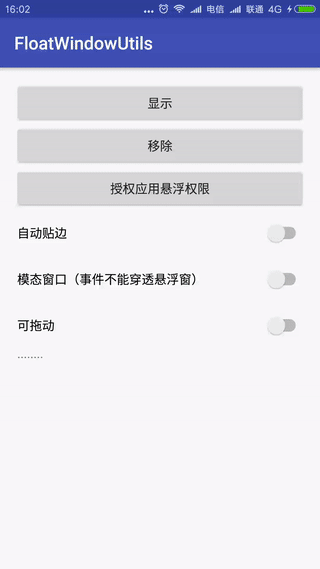 16:02 ... 电信 联通 4G
FloatWindowUtils
显示
移除
授权应用悬浮权限
自动贴边
模态窗口（事件不能穿透悬浮窗）
可拖动
........